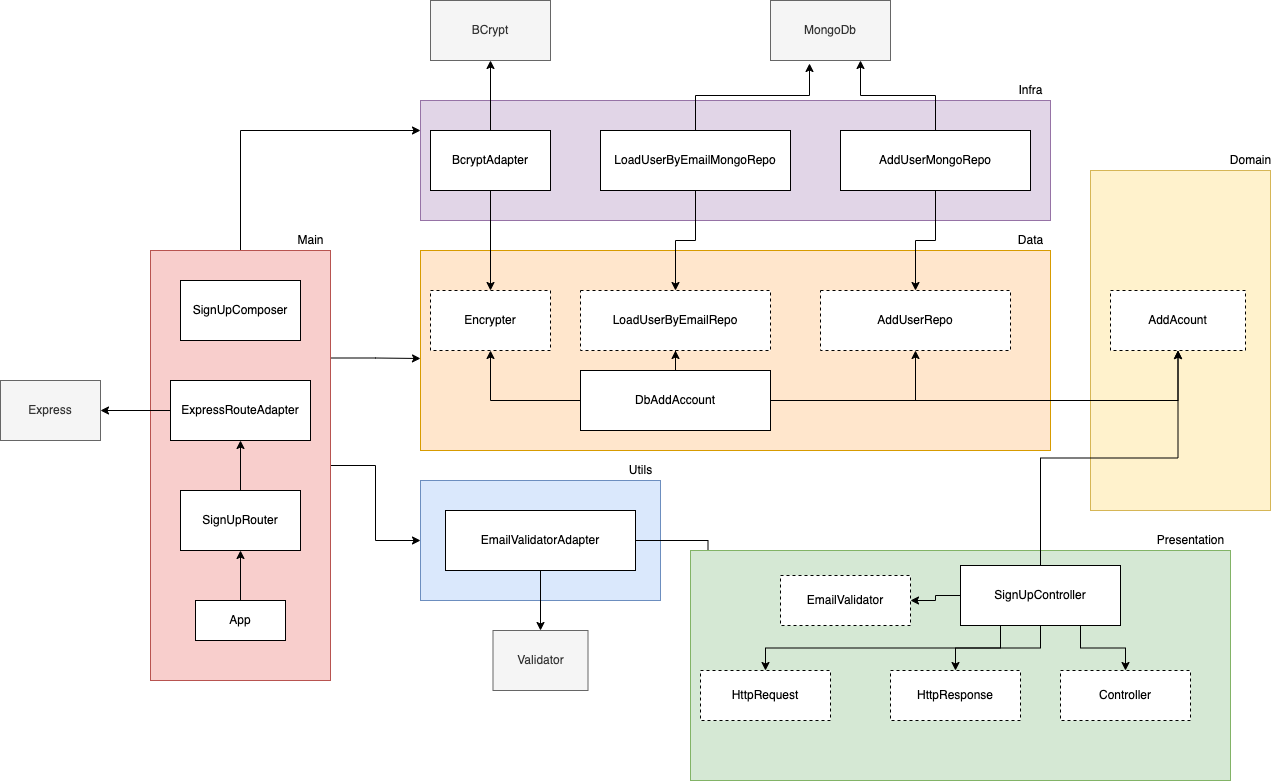 BCrypt
MongoDb
Infra
BcryptAdapter
LoadUserByEmailMongoRepo
AddUserMongoRepo
Domain
Main
Data
SignUpComposer
Encrypter
LoadUserByEmailRepo
AddUserRepo
AddAcount
Express
ExpressRouteAdapter
DbAddAccount
Utils
SignUpRouter
EmailValidatorAdapter
Presentation
App
EmailValidator
SignUpController
Validator
HttpRequest
HttpResponse
Controller